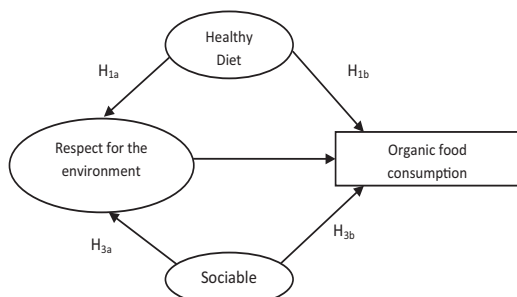 Healthy
Diet
H1a
H1b
Respect for the
environment
Organic food
consumption
H3a
H3b
Sociable